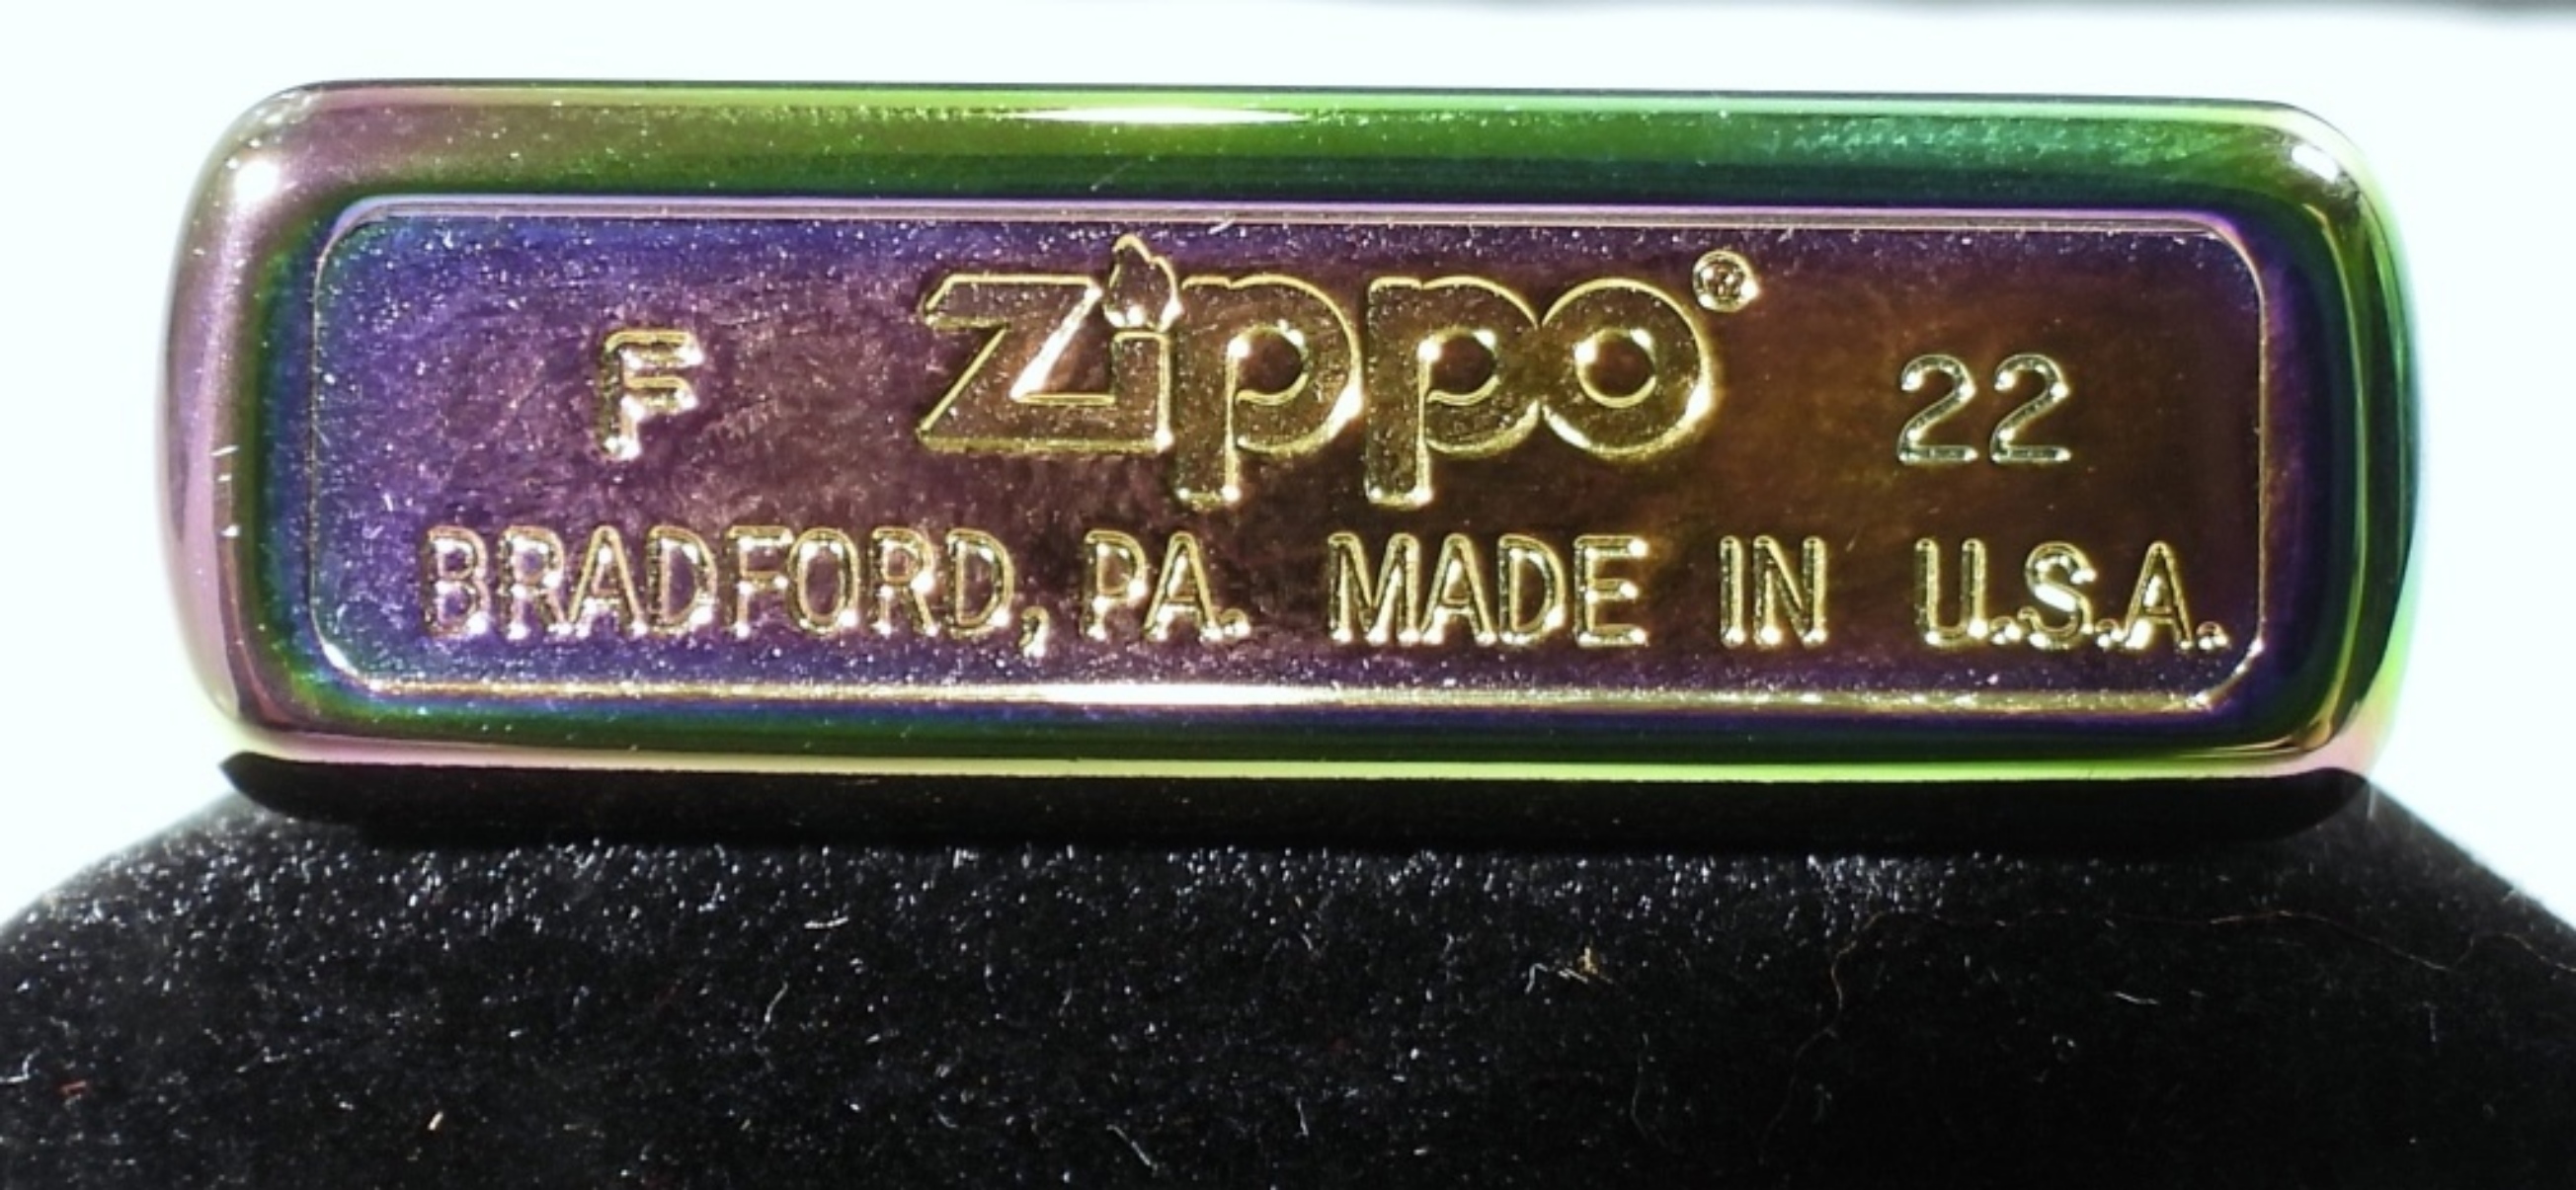 F Zippo® 22
BRADFORD, PA. MADE IN U.S.A.